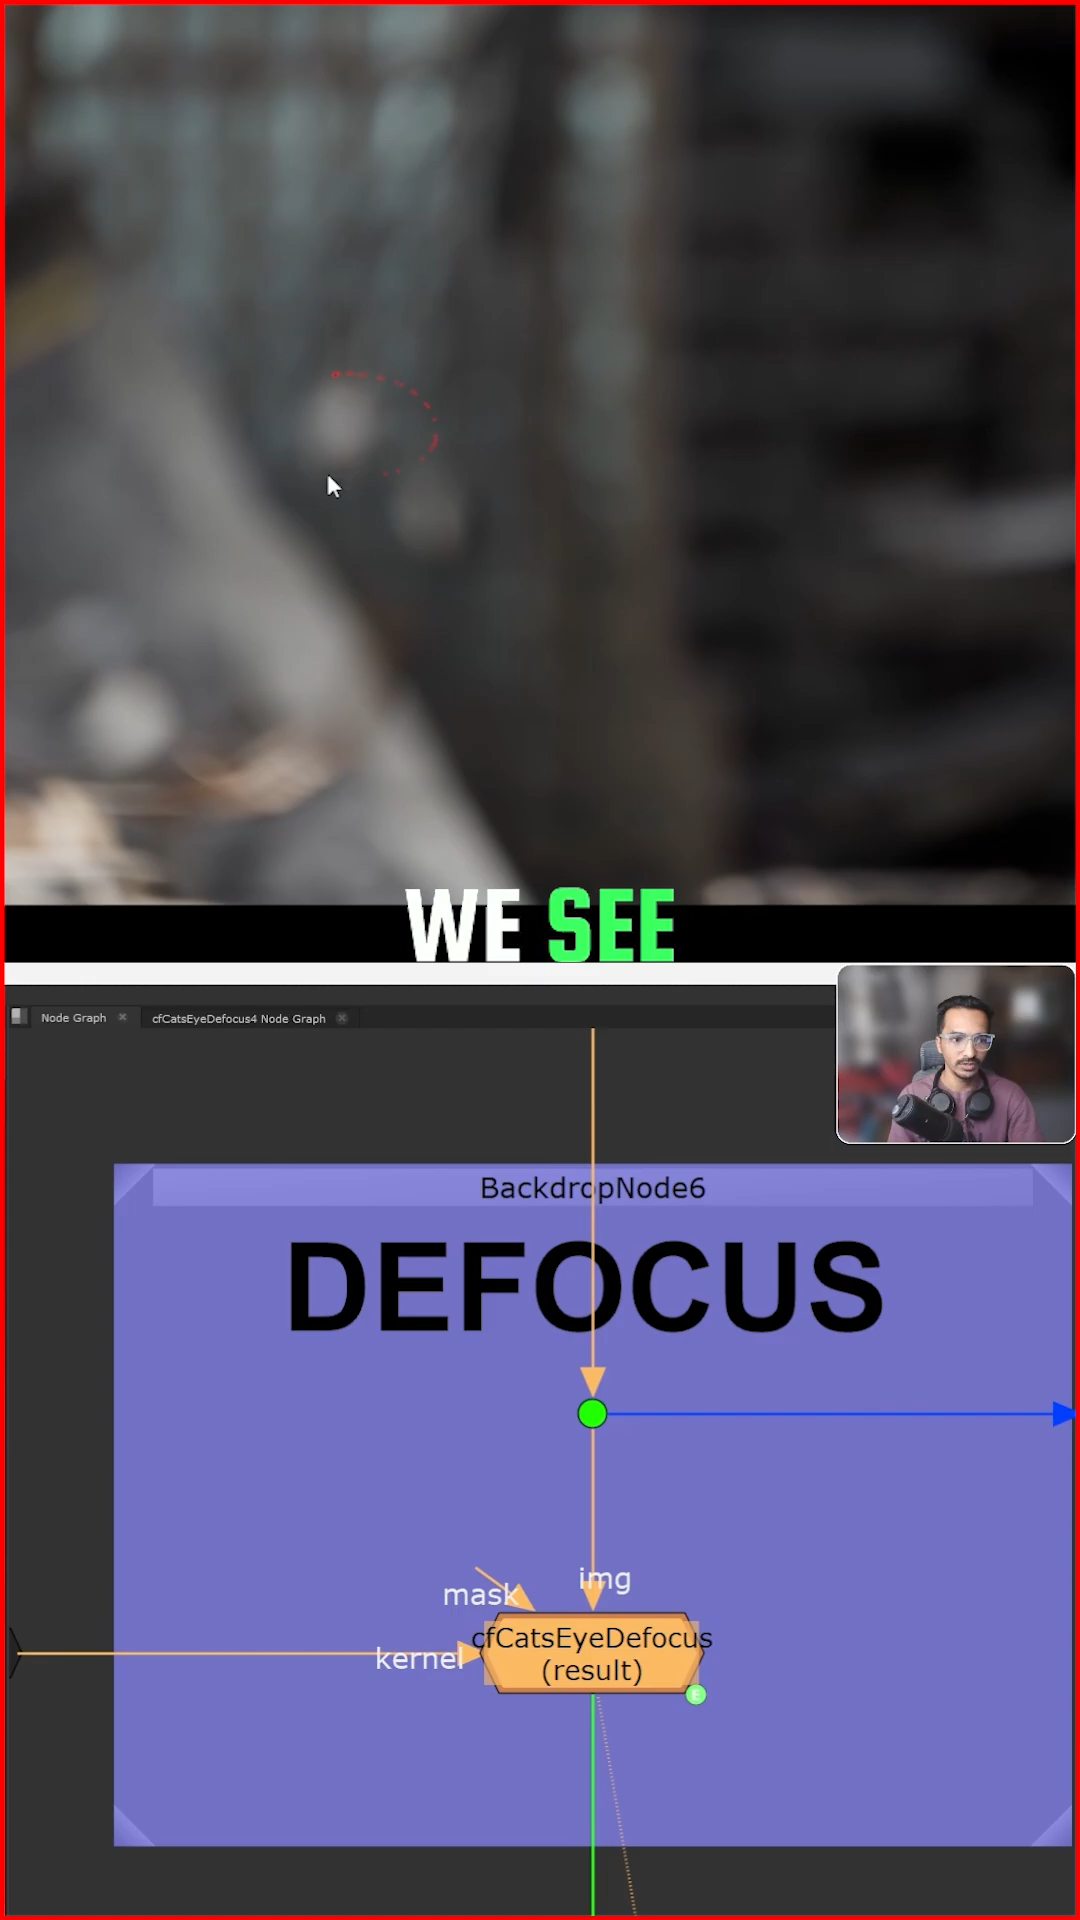 WE SEE
Node Graph
cfCatsEyeDefocus4 Node Graph
BackdropNode6
DEFOCUS
mask
img
kernel
cfCatsEyeDefocus
(result)
E